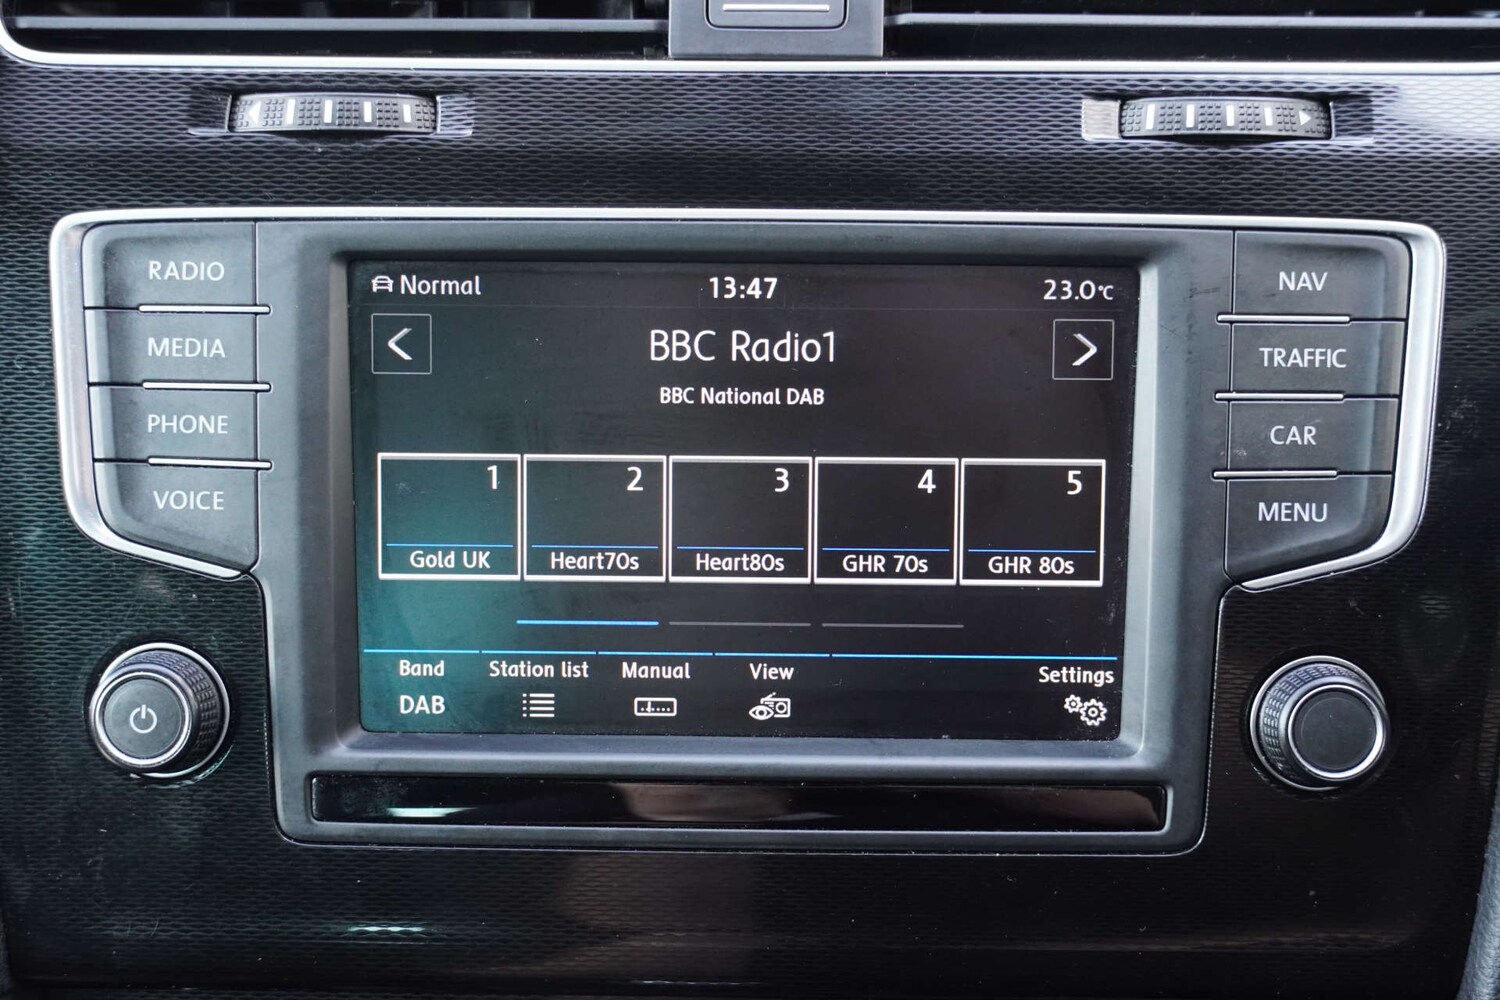 RADIO
MEDIA
PHONE
VOICE
Normal 13:47 23.0°C
BBC Radio1
BBC National DAB
1 2 3 4 5
Gold UK Heart70s Heart80s GHR 70s GHR 80s
Band Station list Manual View Settings
DAB
NAV
TRAFFIC
CAR
MENU